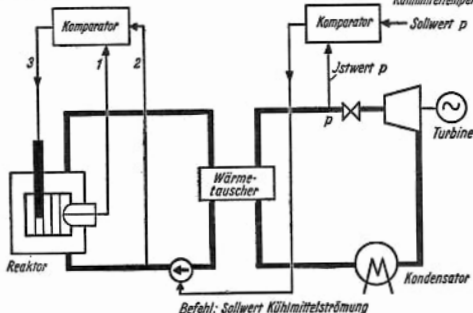 Komparator
Komparator
Sollwert p
3
1
2
Istwert p
p
Turbine
Wärme-
tauscher
Reaktor
Kondensator
Befehl: Sollwert Kühlmittelströmung